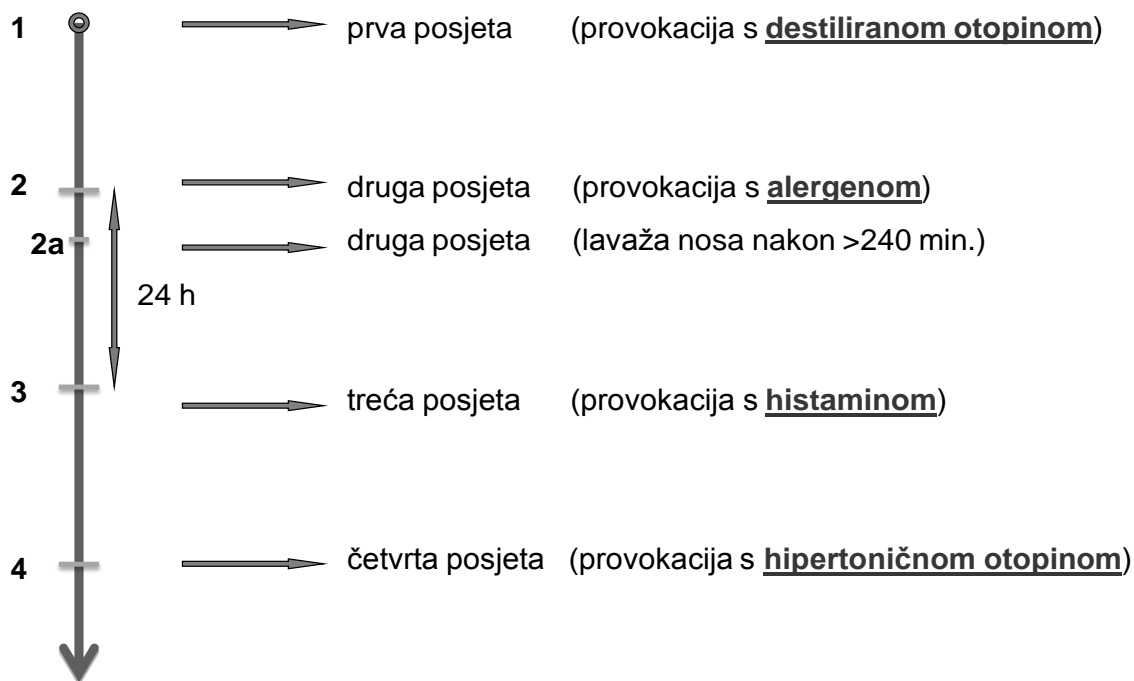 1 prva posjeta (provokacija s destiliranom otopinom)
2 druga posjeta (provokacija s alergenom)
2a druga posjeta (lavaža nosa nakon >240 min.)
24 h
3 treća posjeta (provokacija s histaminom)
4 četvrta posjeta (provokacija s hipertoničnom otopinom)